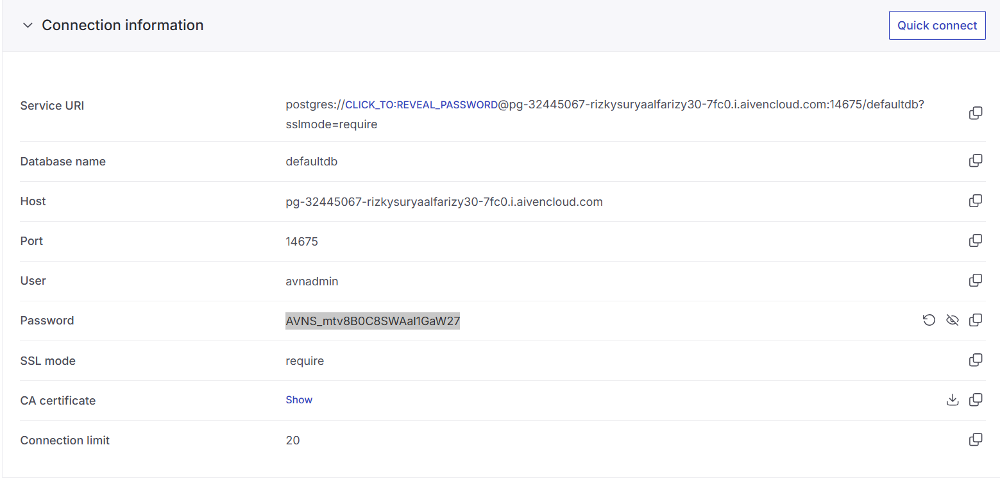 Connection information
Quick connect
Service URI
postgres://CLICK_TO:REVEAL_PASSWORD@pg-32445067-rizkysuryaalfarizy30-7fc0.i.aivencloud.com:14675/defaultdb?
sslmode=require
Database name
defaultdb
Host
pg-32445067-rizkysuryaalfarizy30-7fc0.i.aivencloud.com
Port
14675
User
avnadmin
Password
AVNS_mtv8B0C8SWAal1GaW27
SSL mode
require
CA certificate
Show
Connection limit
20